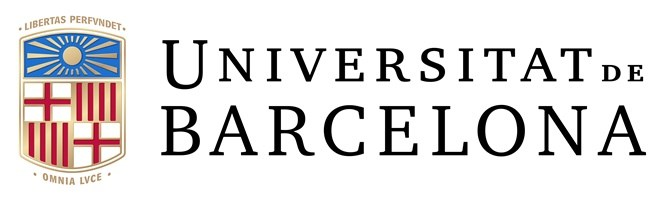 · LIBERTAS PERFVNDET ·
· OMNIA LVCE ·
UNIVERSITAT DE
BARCELONA